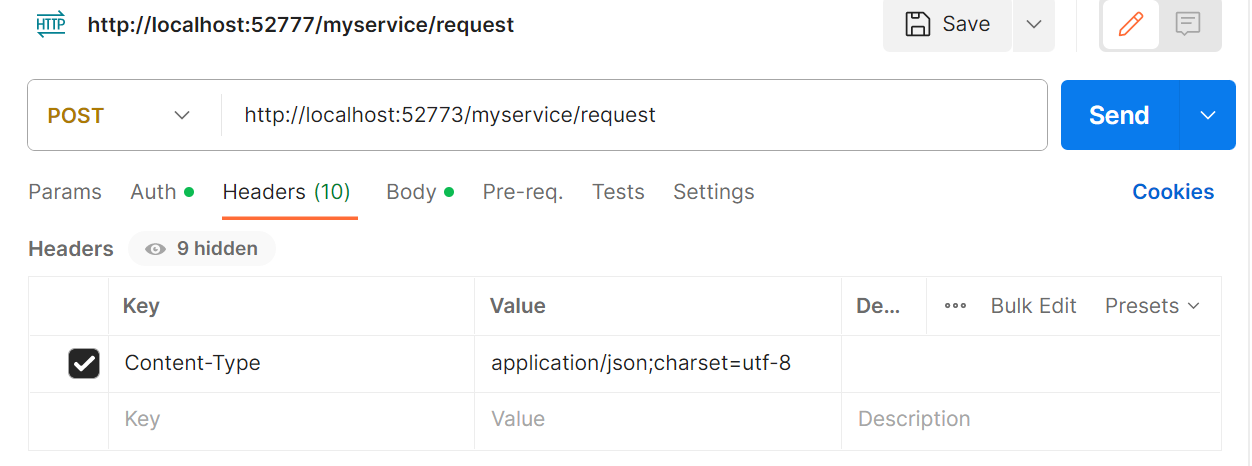 HTTP http://localhost:52777/myservice/request Save
POST http://localhost:52773/myservice/request Send
Params Auth Headers (10) Body Pre-req. Tests Settings Cookies
Headers 9 hidden
Key Value De... Bulk Edit Presets
Content-Type application/json;charset=utf-8
Key Value Description